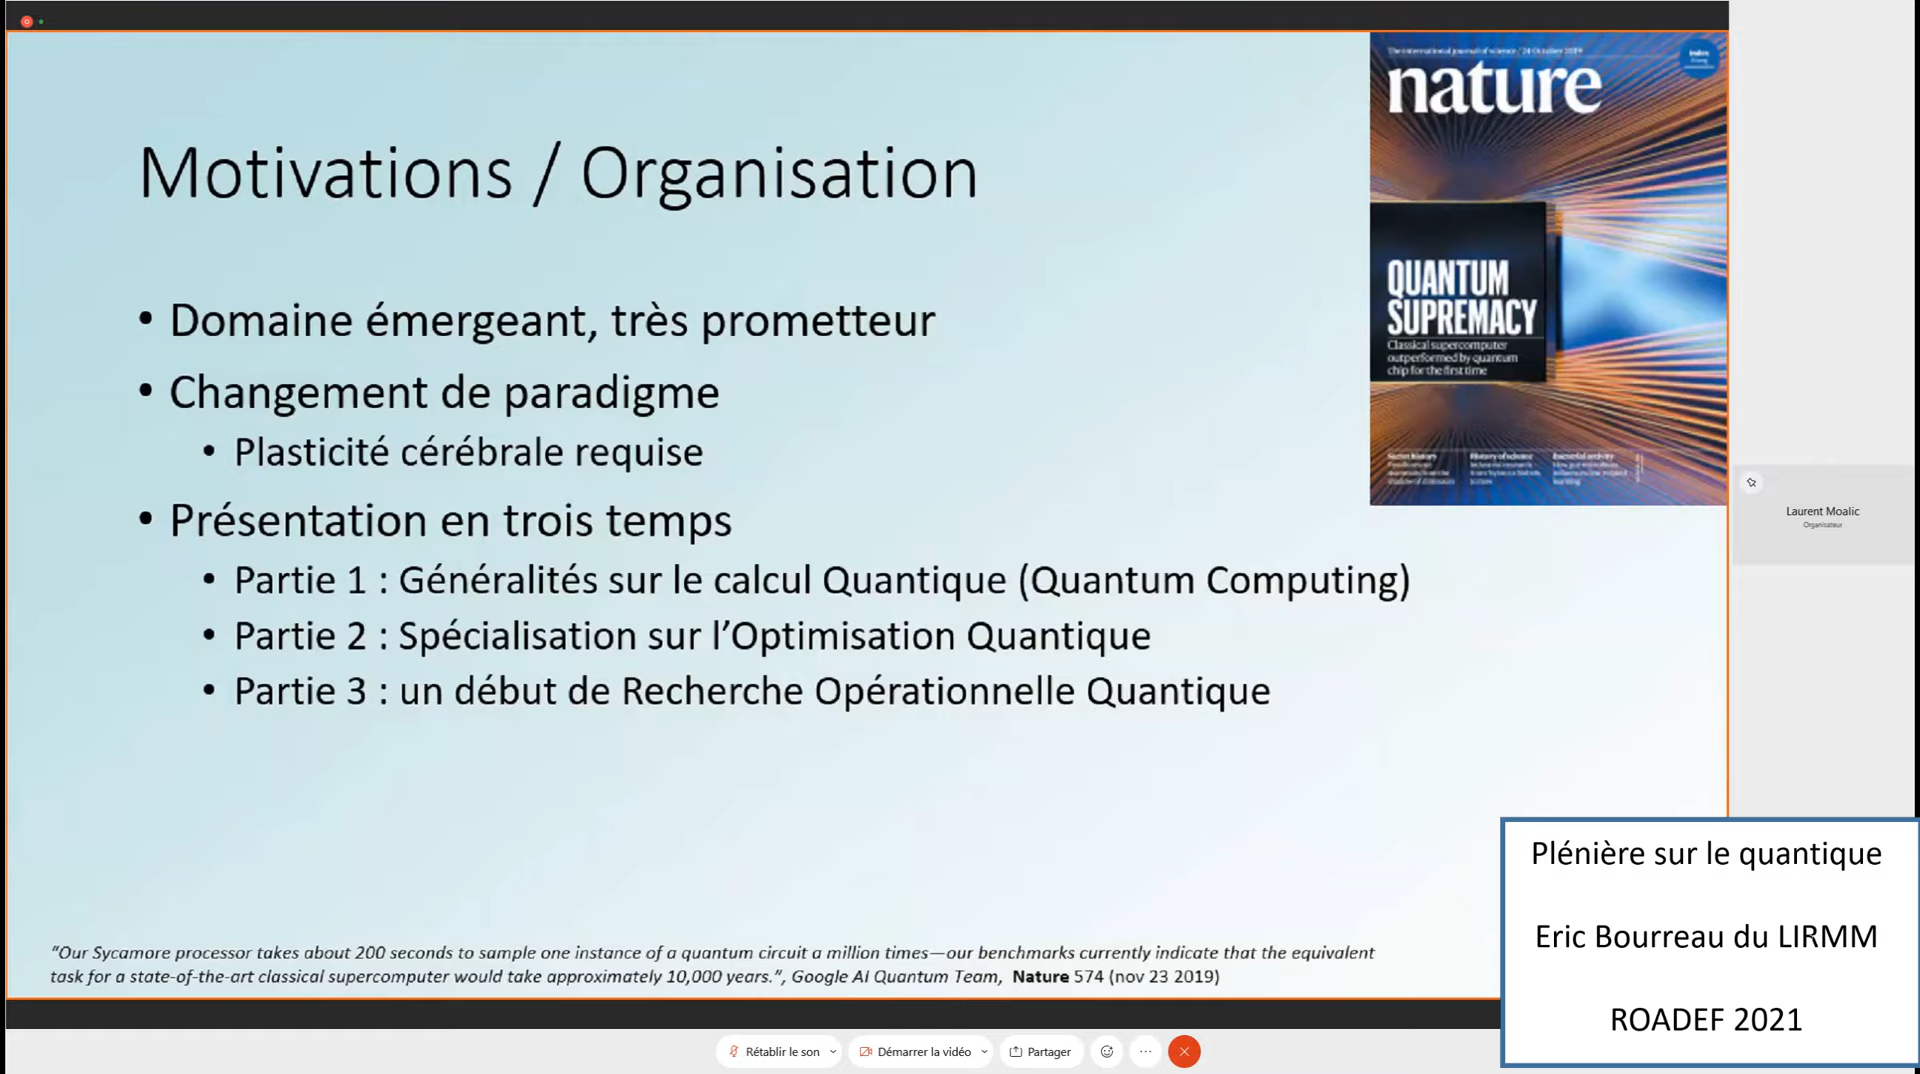 The international journal of science / 24 October 2019
nature
QUANTUM
SUPREMACY
Classical supercomputer
outperformed by quantum
chip for the first time
Motivations / Organisation
• Domaine émergeant, très prometteur
• Changement de paradigme
• Plasticité cérébrale requise
• Présentation en trois temps
• Partie 1 : Généralités sur le calcul Quantique (Quantum Computing)
• Partie 2 : Spécialisation sur l’Optimisation Quantique
• Partie 3 : un début de Recherche Opérationnelle Quantique
“Our Sycamore processor takes about 200 seconds to sample one instance of a quantum circuit a million times—our benchmarks currently indicate that the equivalent
task for a state-of-the-art classical supercomputer would take approximately 10,000 years.”, Google AI Quantum Team, Nature 574 (nov 23 2019)
Laurent Moalic
Organisateur
Plénière sur le quantique
Eric Bourreau du LIRMM
ROADEF 2021
Rétablir le son
Démarrer la vidéo
Partager